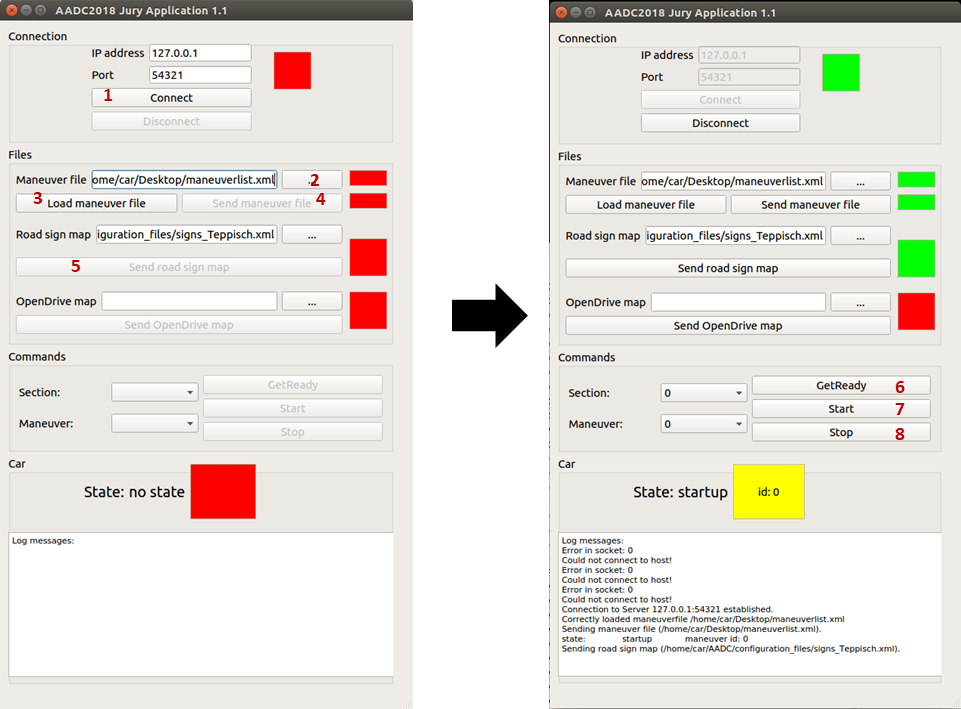 AADC2018 Jury Application 1.1
Connection
IP address 127.0.0.1
Port 54321
1 Connect
Disconnect
Files
Maneuver file ome/car/Desktop/maneuverlist.xml 2
3 Load maneuver file Send maneuver file 4
Road sign map iguration_files/signs_Teppisch.xml ...
5 Send road sign map
OpenDrive map ...
Send OpenDrive map
Commands
Section: GetReady
Start
Maneuver:
Stop
Car
State: no state
Log messages:
AADC2018 Jury Application 1.1
Connection
IP address 127.0.0.1
Port 54321
Connect
Disconnect
Files
Maneuver file ome/car/Desktop/maneuverlist.xml ...
Load maneuver file Send maneuver file
Road sign map iguration_files/signs_Teppisch.xml ...
Send road sign map
OpenDrive map ...
Send OpenDrive map
Commands
GetReady 6
Section: 0
Start 7
Maneuver: 0
Stop 8
Car
State: startup id: 0
Log messages:
Error in socket: 0
Could not connect to host!
Error in socket: 0
Could not connect to host!
Error in socket: 0
Could not connect to host!
Connection to Server 127.0.0.1:54321 established.
Correctly loaded maneuverfile /home/car/Desktop/maneuverlist.xml
Sending maneuver file (/home/car/Desktop/maneuverlist.xml).
state: startup maneuver id: 0
Sending road sign map (/home/car/AADC/configuration_files/signs_Teppisch.xml).